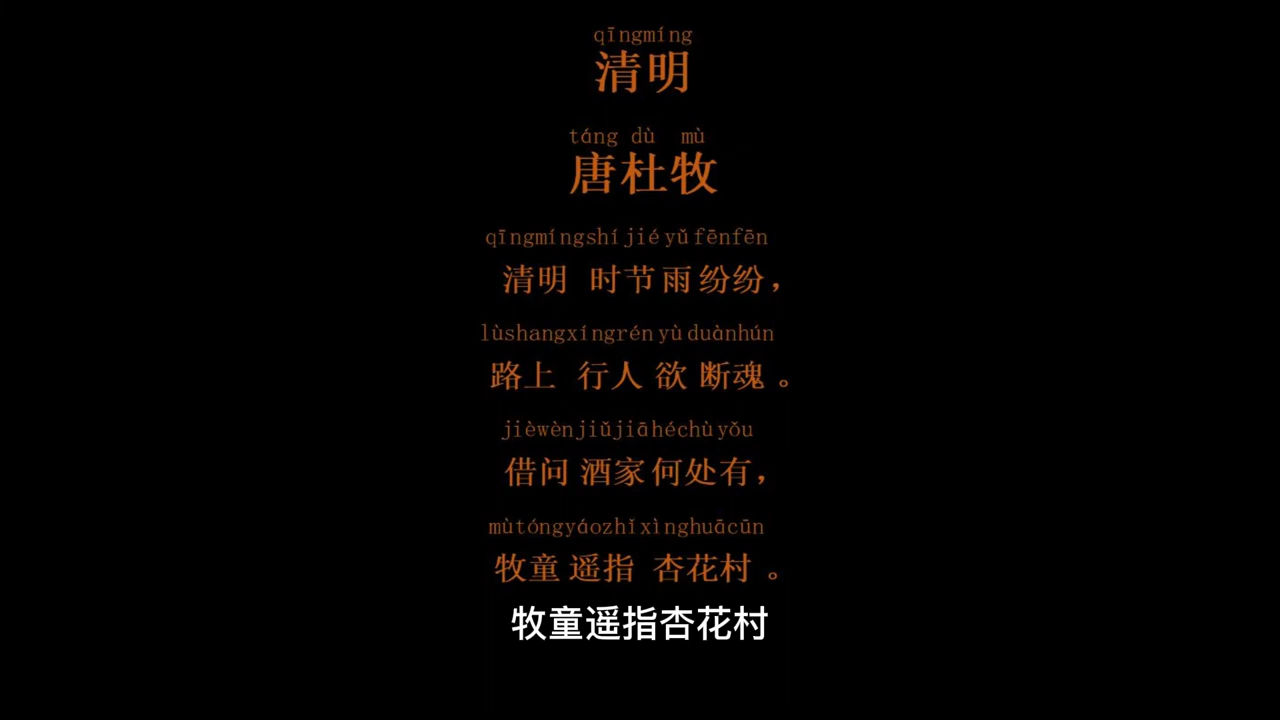 qīngmíng
清明
táng dù mù
唐杜牧
qīngmíngshí jié yǔ fēnfēn
清明 时节雨纷纷，
lùshangxíngrén yù duànhún
路上 行人 欲 断魂 。
jièwènjiǔjiāhéchù yǒu
借问 酒家何处有，
mùtóngyáozhǐxìnghuācūn
牧童 遥指 杏花村 。
牧童遥指杏花村